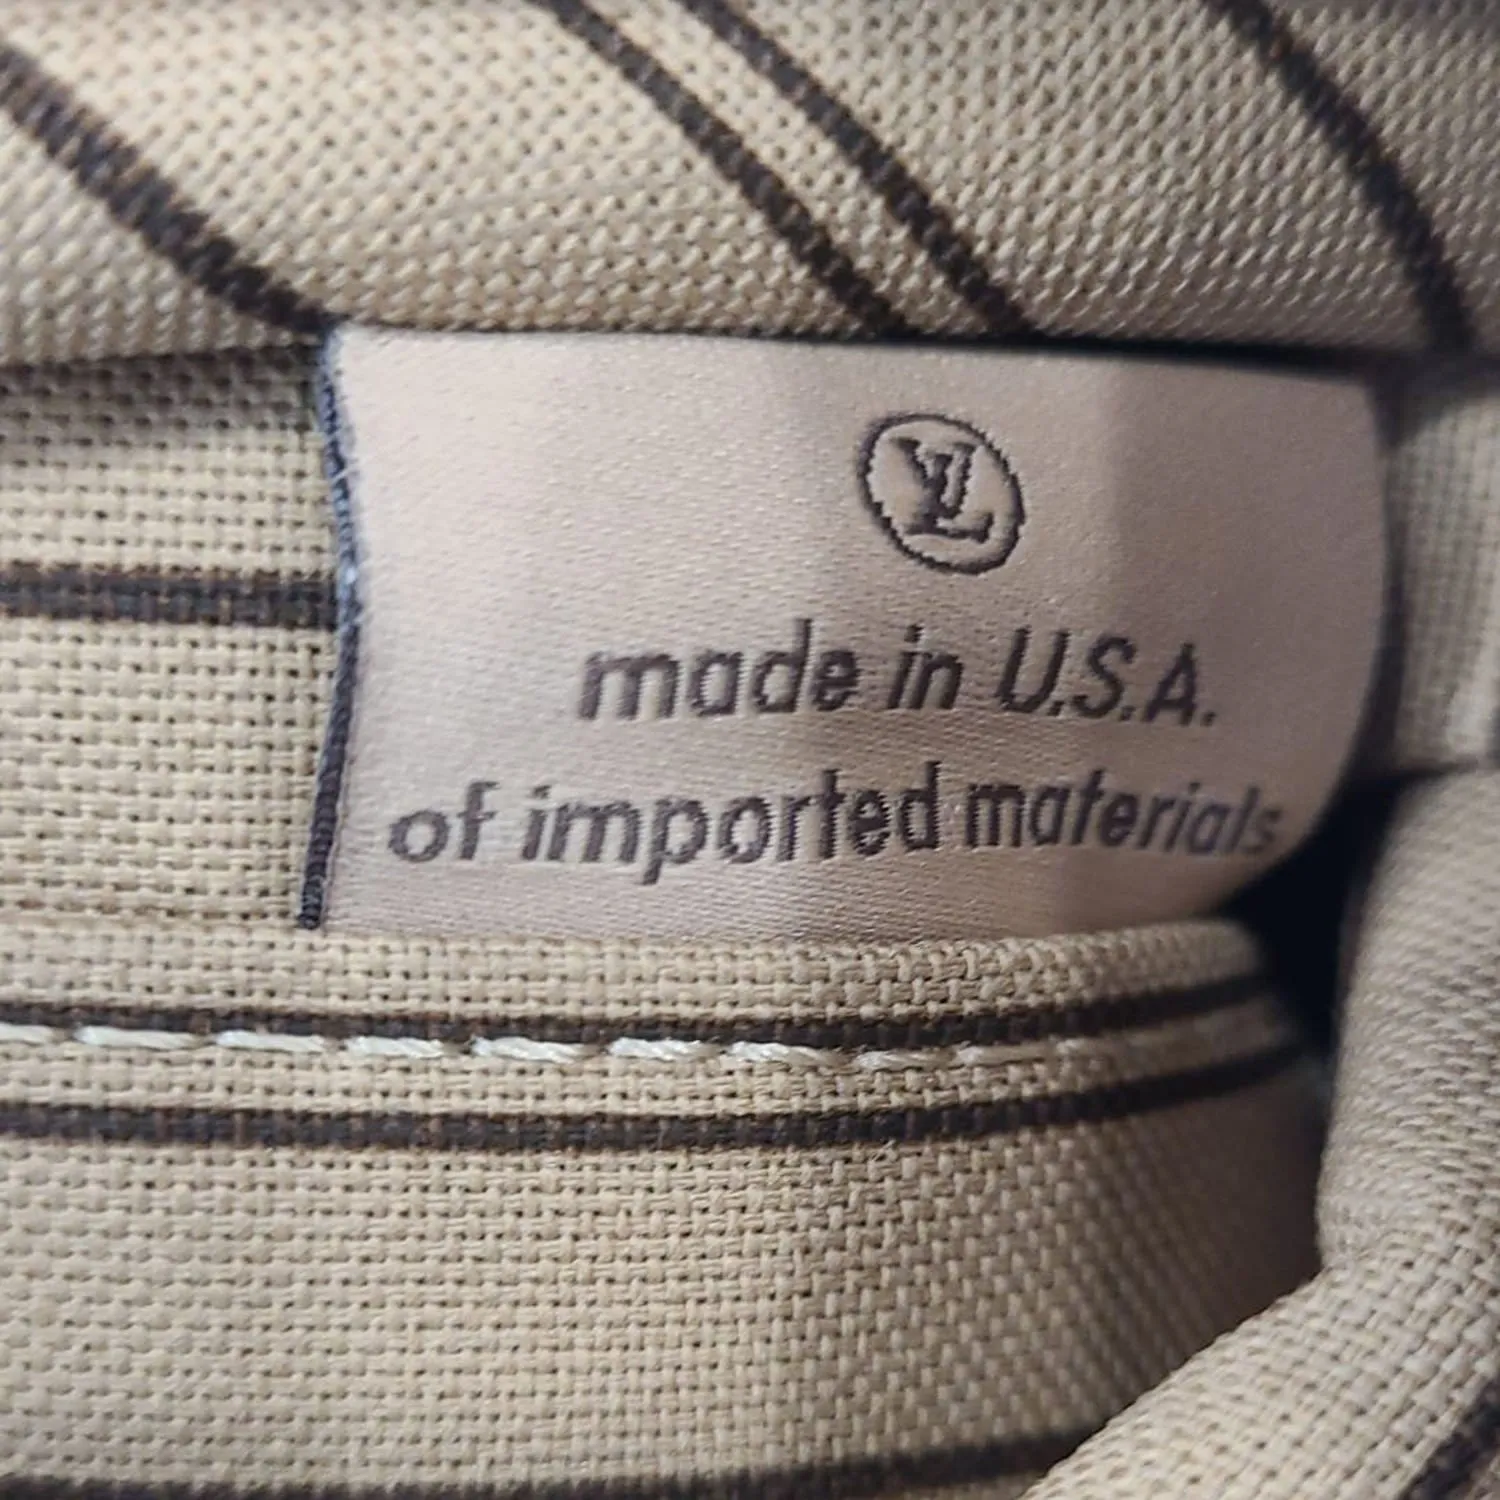 LV
made in U.S.A.
of imported materials